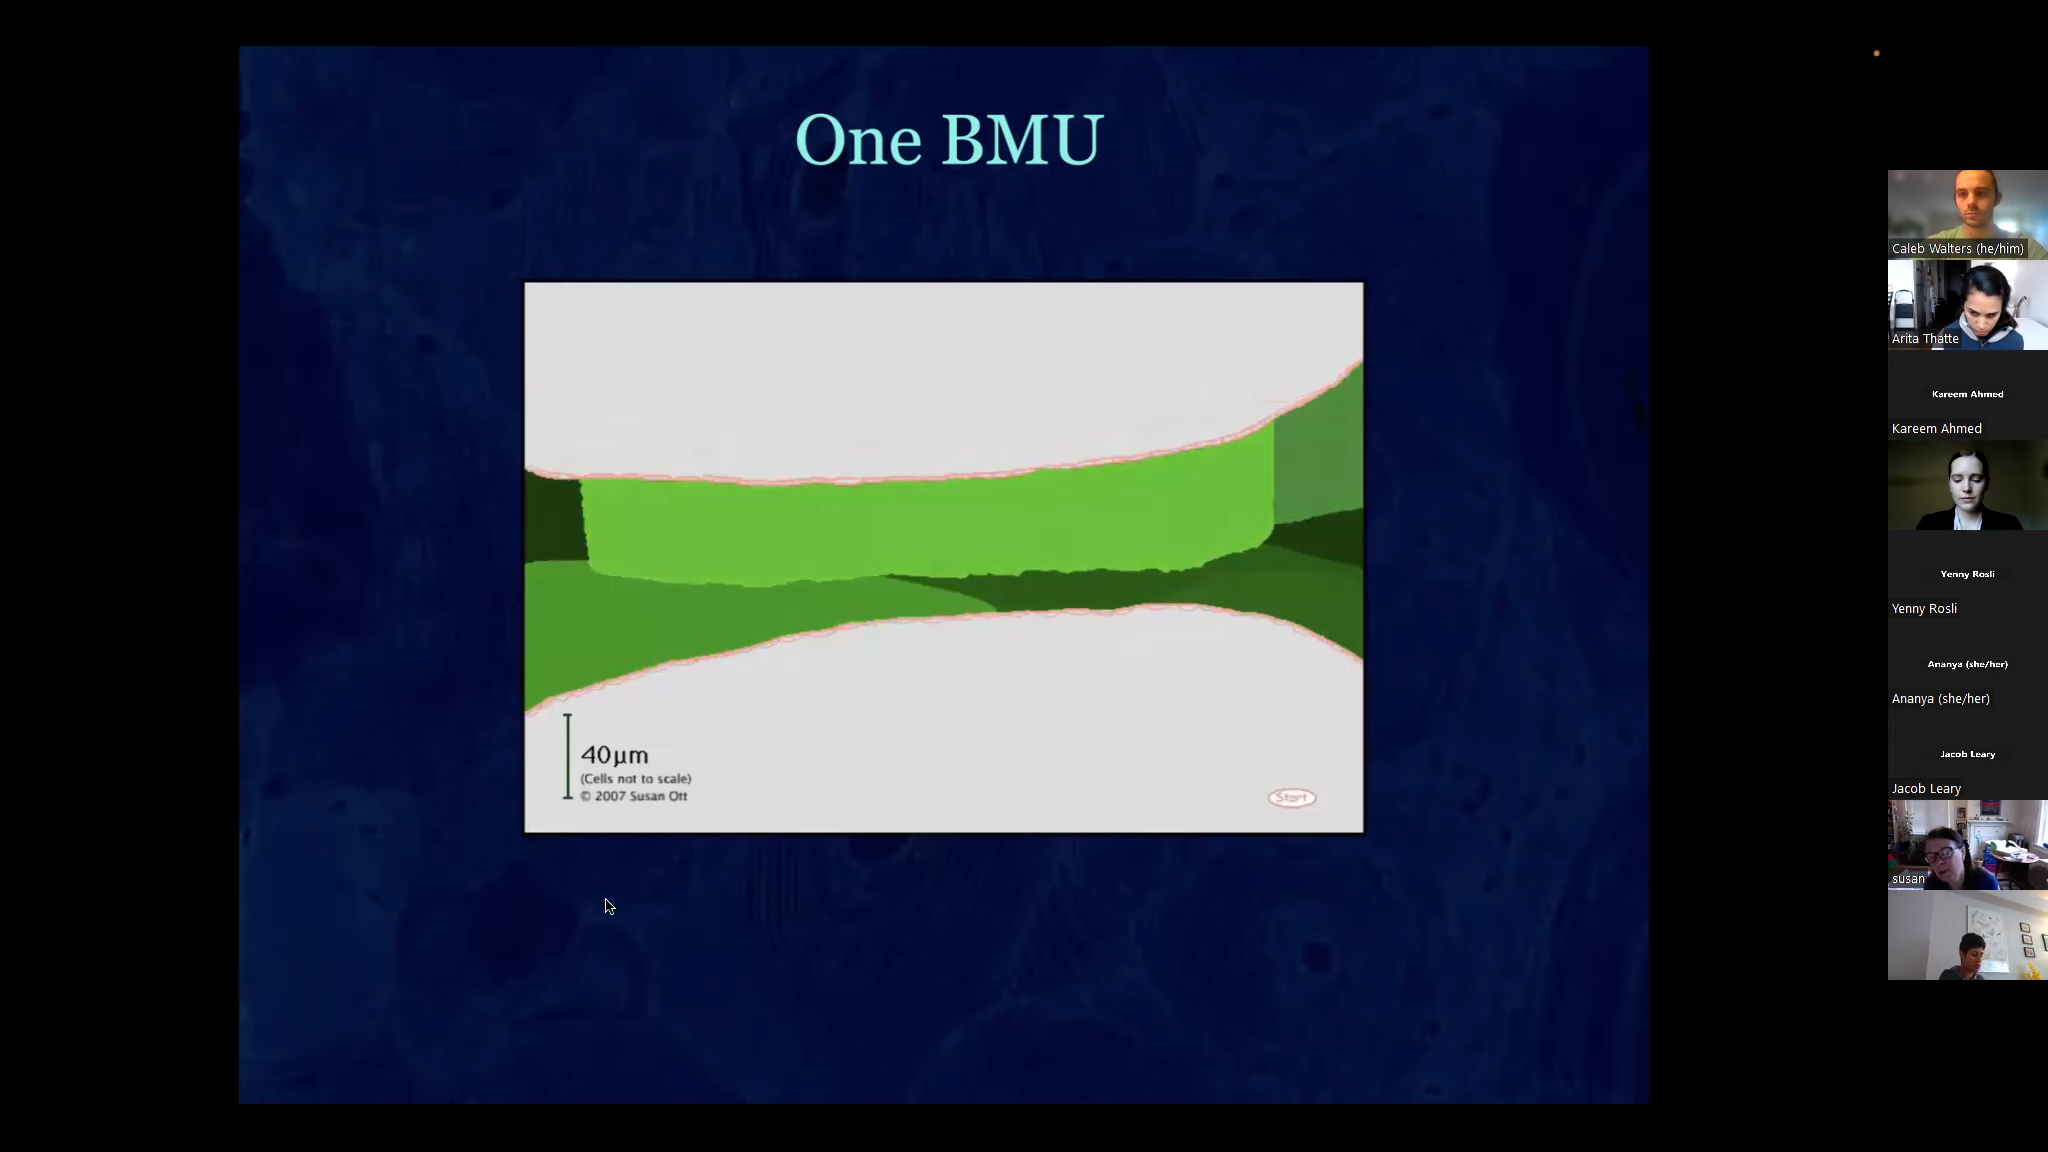 One BMU
40µm
(Cells not to scale)
© 2007 Susan Ott
Start
Caleb Walters (he/him)
Arita Thatte
Kareem Ahmed
Kareem Ahmed
Yenny Rosli
Yenny Rosli
Ananya (she/her)
Ananya (she/her)
Jacob Leary
Jacob Leary
susan